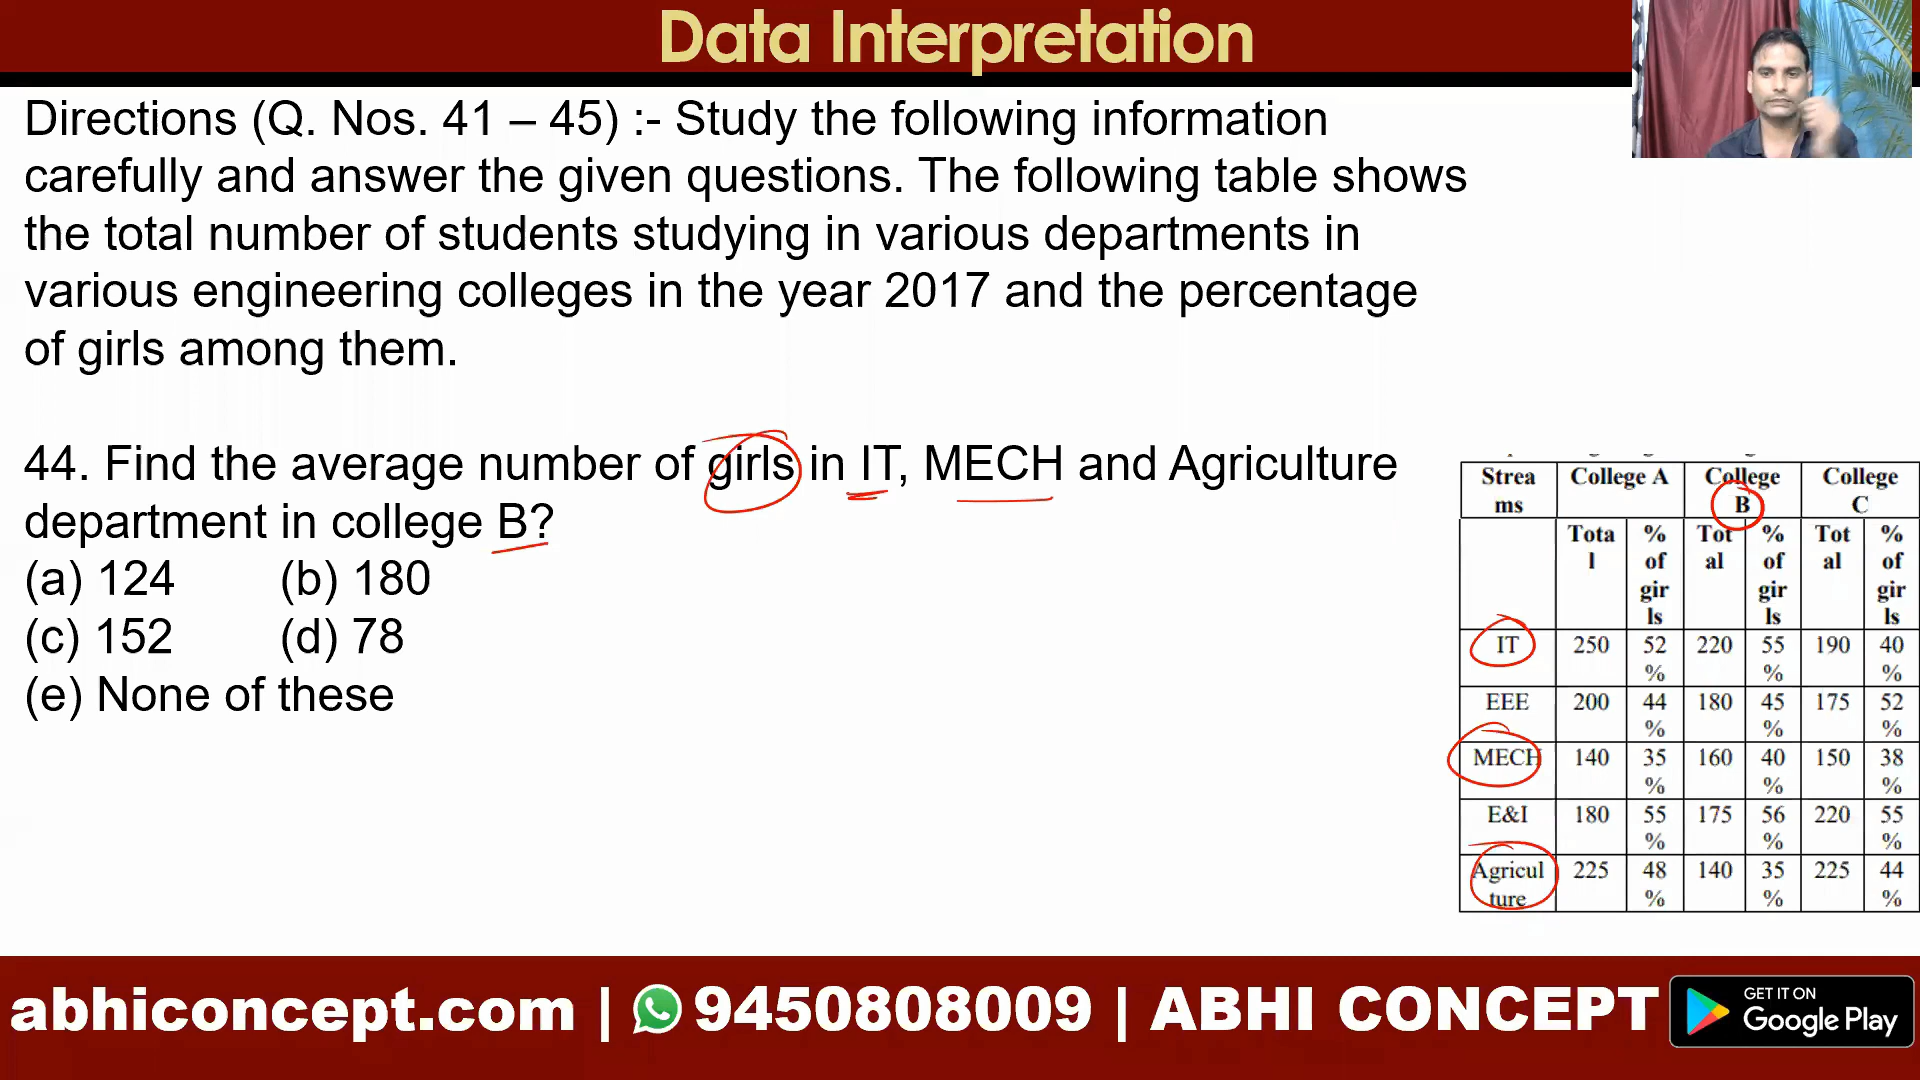 Data Interpretation
Directions (Q. Nos. 41 – 45) :- Study the following information
carefully and answer the given questions. The following table shows
the total number of students studying in various departments in
various engineering colleges in the year 2017 and the percentage
of girls among them.
44. Find the average number of girls in IT, MECH and Agriculture
department in college B?
(a) 124 (b) 180
(c) 152 (d) 78
(e) None of these
Strea College A College College
ms B C
Tota % Tot % Tot %
l of al of al of
gir gir gir
ls ls ls
IT 250 52 220 55 190 40
% % %
EEE 200 44 180 45 175 52
% % %
MECH 140 35 160 40 150 38
% % %
E&I 180 55 175 56 220 55
% % %
Agricul 225 48 140 35 225 44
ture % % %
abhiconcept.com | 9450808009 | ABHI CONCEPT
GET IT ON
Google Play